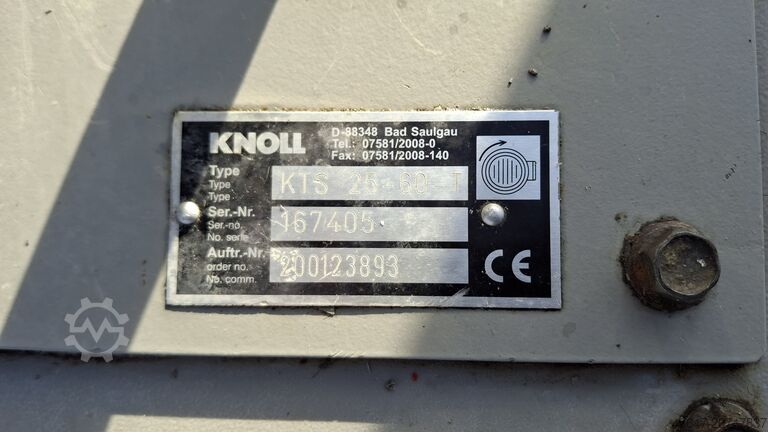 KNOLL
D-88348 Bad Saulgau
Tel.: 07581/2008-0
Fax: 07581/2008-140
Type
Type
Type
KTS 25-60-T
Ser.-Nr.
Ser.-no.
No. serie
167405
Auftr.-Nr.
order no.
No. comm.
200123893
CE